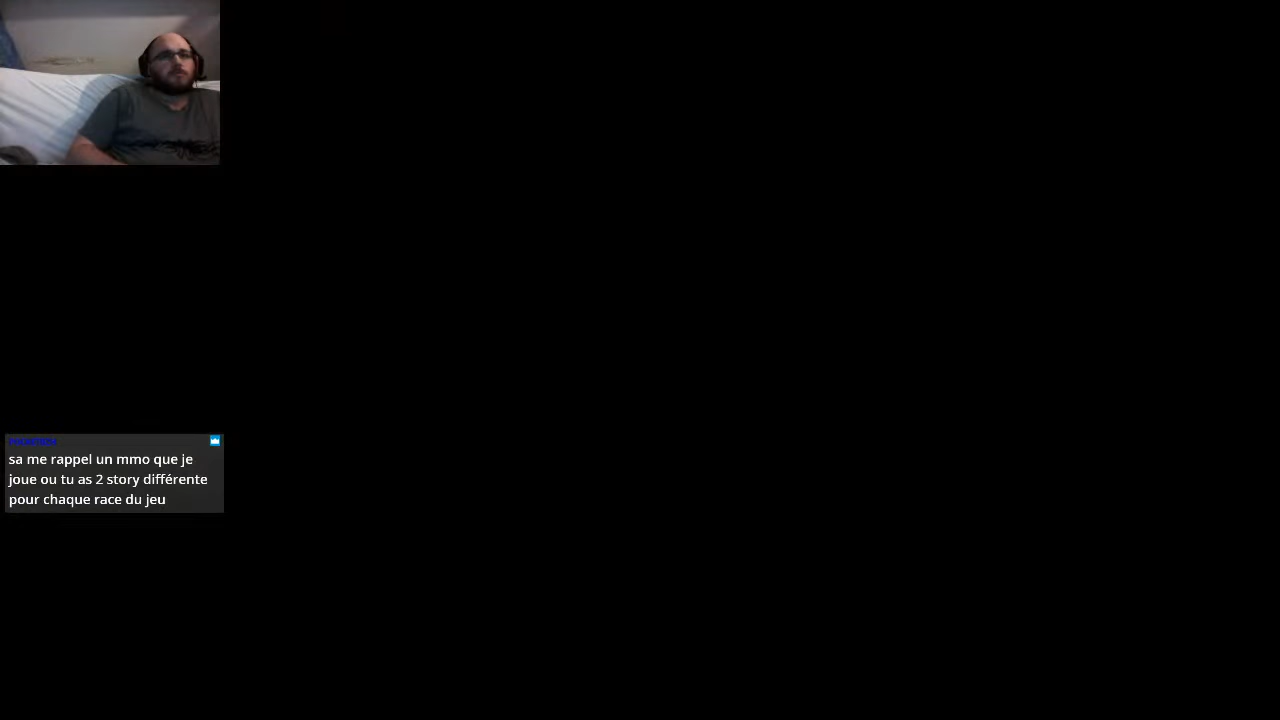 sa me rappel un mmo que je
joue ou tu as 2 story différente
pour chaque race du jeu